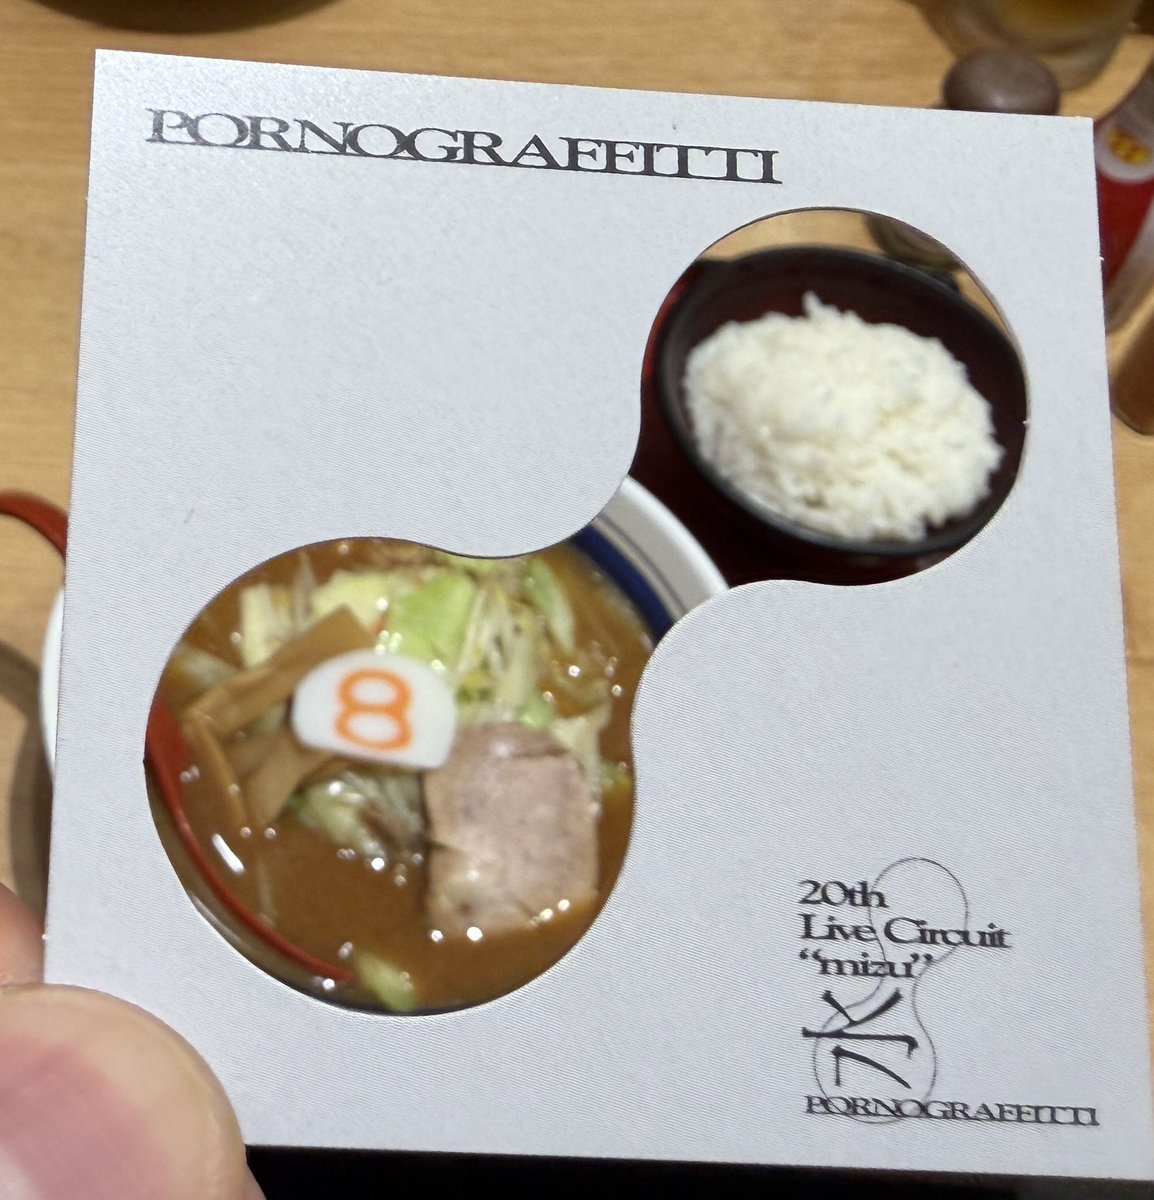 PORNOGRAFFITTI
8
20th
Live Circuit
“mizu”
水
PORNOGRAFFITTI